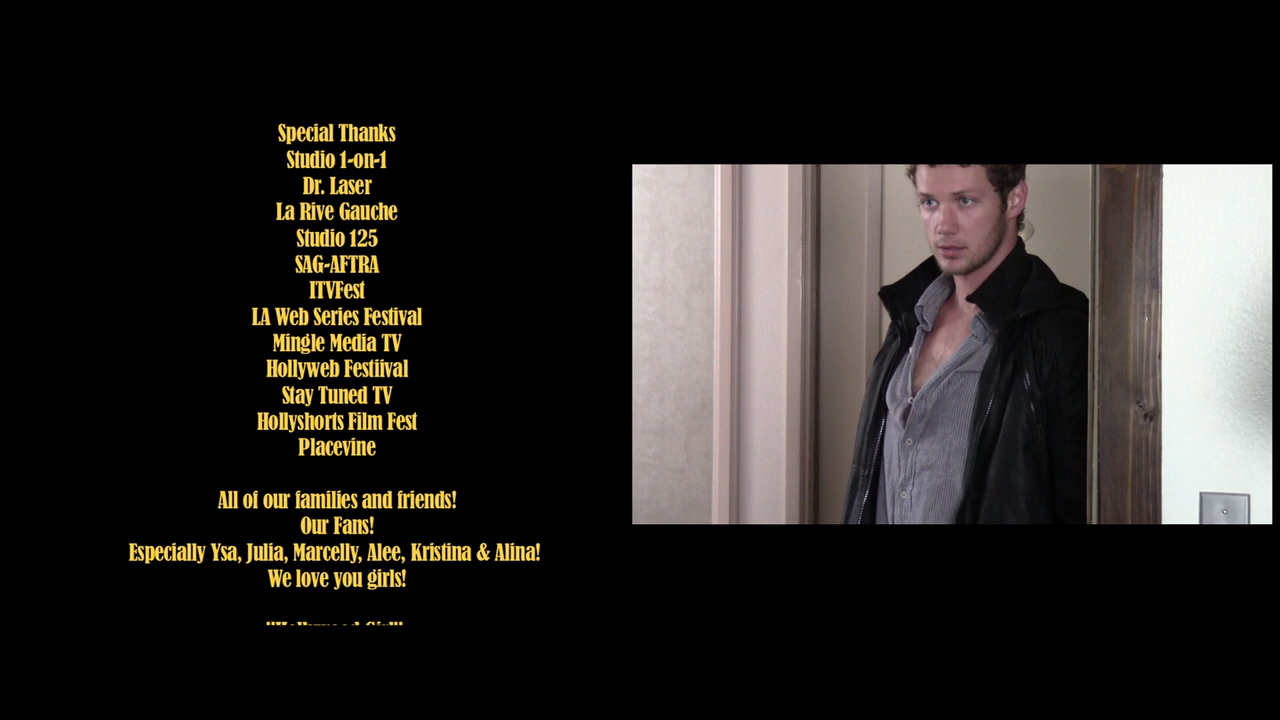 Special Thanks
Studio 1-on-1
Dr. Laser
La Rive Gauche
Studio 125
SAG-AFTRA
ITVFest
LA Web Series Festival
Mingle Media TV
Hollyweb Festiival
Stay Tuned TV
Hollyshorts Film Fest
Placevine
All of our families and friends!
Our Fans!
Especially Ysa, Julia, Marcelly, Alee, Kristina & Alina!
We love you girls!